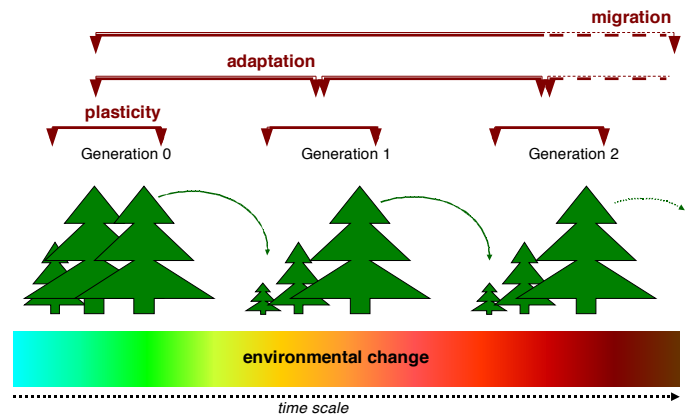 migration
adaptation
plasticity
Generation 0
Generation 1
Generation 2
environmental change
time scale